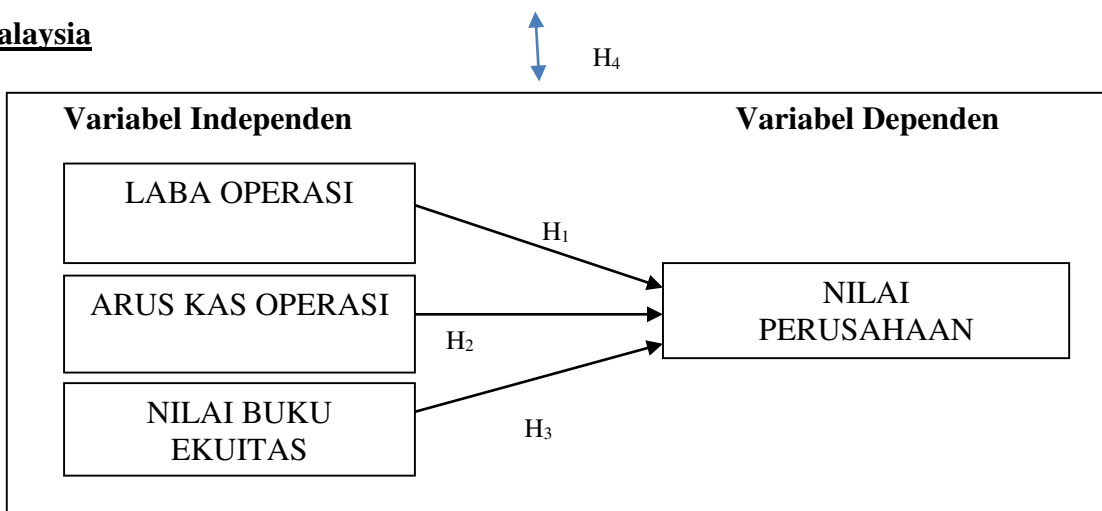 alaysia
H₄
Variabel Independen
Variabel Dependen
LABA OPERASI
H₁
ARUS KAS OPERASI
NILAI
PERUSAHAAN
H₂
NILAI BUKU
EKUITAS
H₃